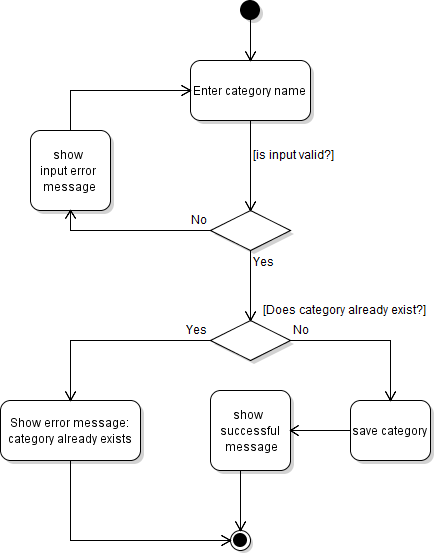 Enter category name
[is input valid?]
show
input error
message
No
Yes
[Does category already exist?]
Yes
No
Show error message:
category already exists
show
successful
message
save category